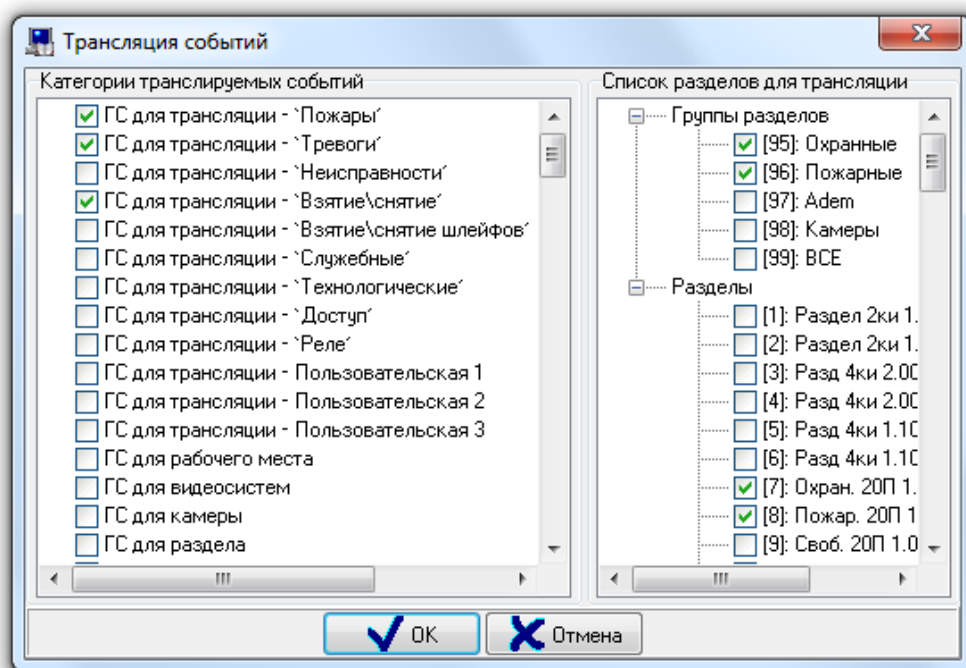 Трансляция событий
Категории транслируемых событий
ГС для трансляции - `Пожары´
ГС для трансляции - `Тревоги´
ГС для трансляции - `Неисправности´
ГС для трансляции - `Взятие\снятие´
ГС для трансляции - `Взятие\снятие шлейфов´
ГС для трансляции - `Служебные´
ГС для трансляции - `Технологические´
ГС для трансляции - `Доступ´
ГС для трансляции - `Реле´
ГС для трансляции - Пользовательская 1
ГС для трансляции - Пользовательская 2
ГС для трансляции - Пользовательская 3
ГС для рабочего места
ГС для видеосистем
ГС для камеры
ГС для раздела
Список разделов для трансляции
Группы разделов
[95]: Охранные
[96]: Пожарные
[97]: Adem
[98]: Камеры
[99]: ВСЕ
Разделы
[1]: Раздел 2ки 1.
[2]: Раздел 2ки 1.
[3]: Разд 4ки 2.0
[4]: Разд 4ки 2.0
[5]: Разд 4ки 1.1
[6]: Разд 4ки 1.1
[7]: Охран. 20П 1.
[8]: Пожар. 20П 1
[9]: Своб. 20П 1.0
OK
Отмена